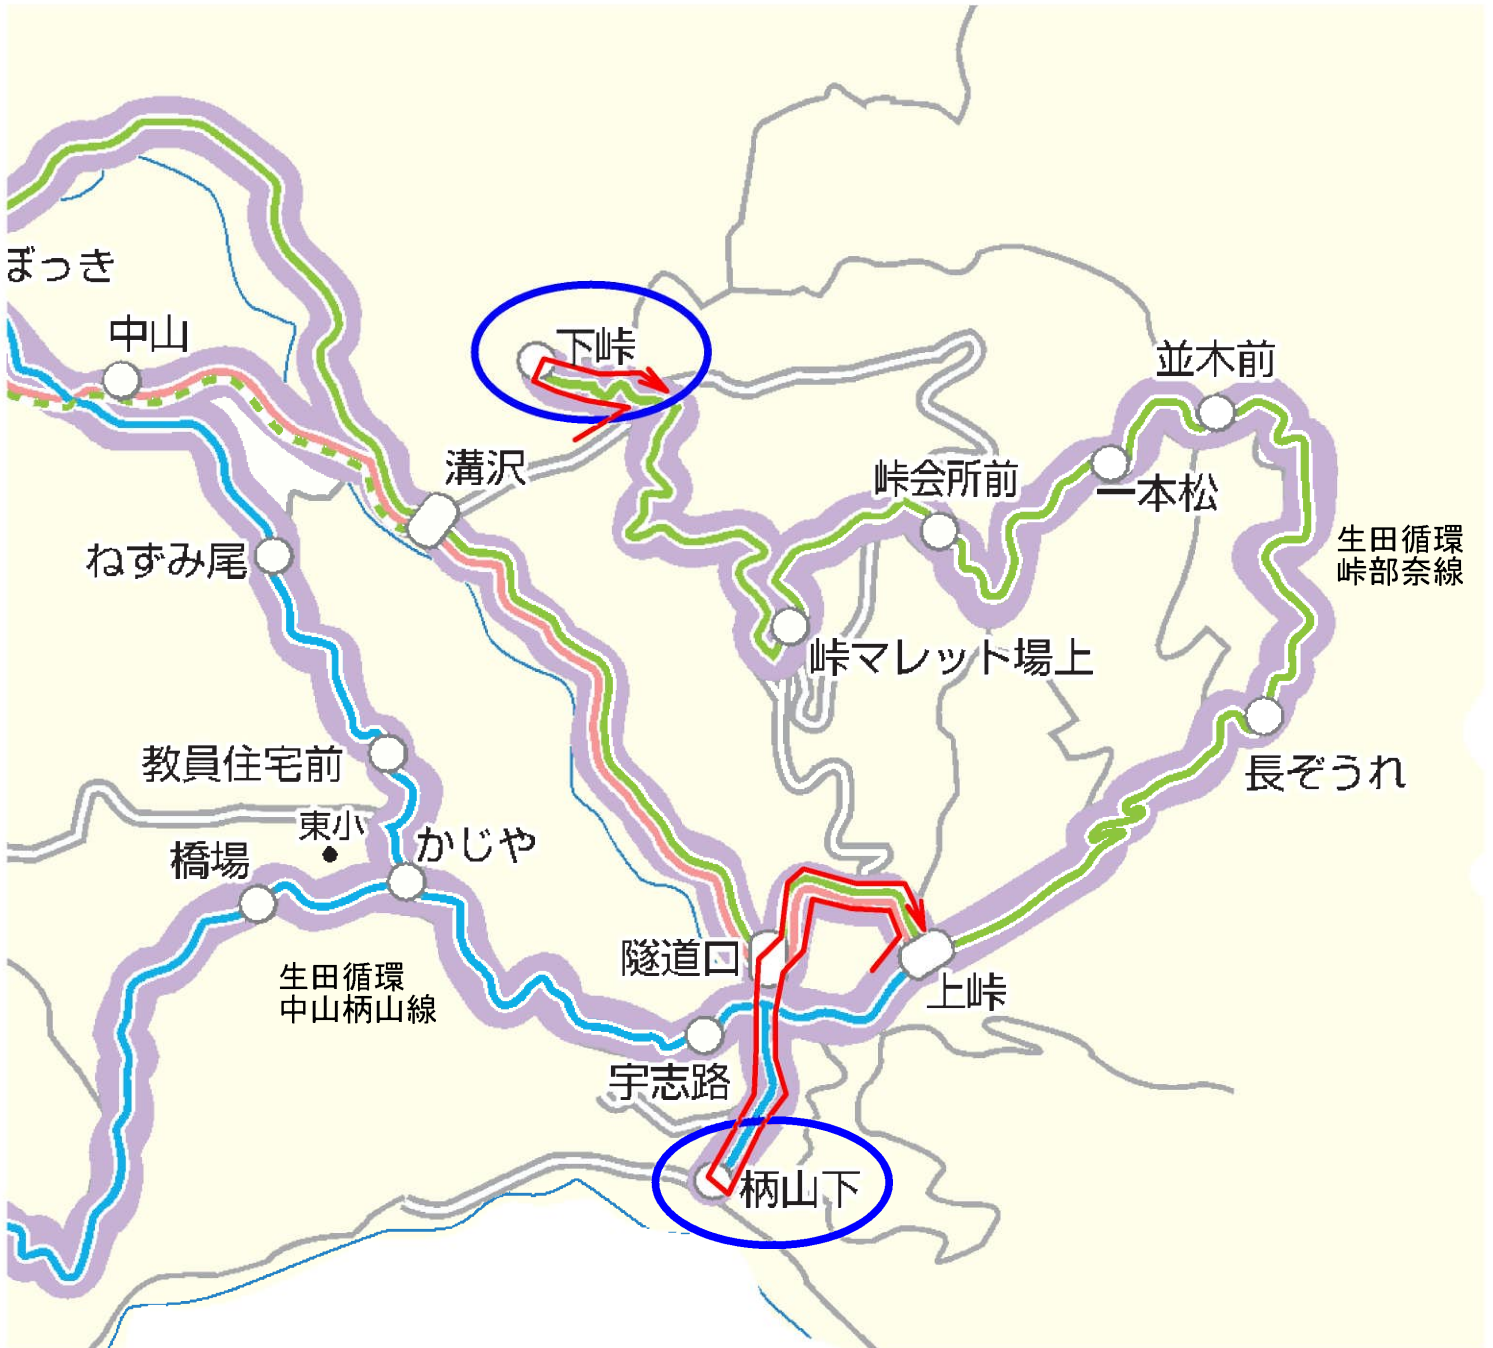 ぼっき
中山
下峠
並木前
溝沢
峠会所前
一本松
ねずみ尾
生田循環
峠部奈線
峠マレット場上
教員住宅前
長ぞうれ
東小
かじや
橋場
隧道口
生田循環
中山柄山線
上峠
宇志路
柄山下